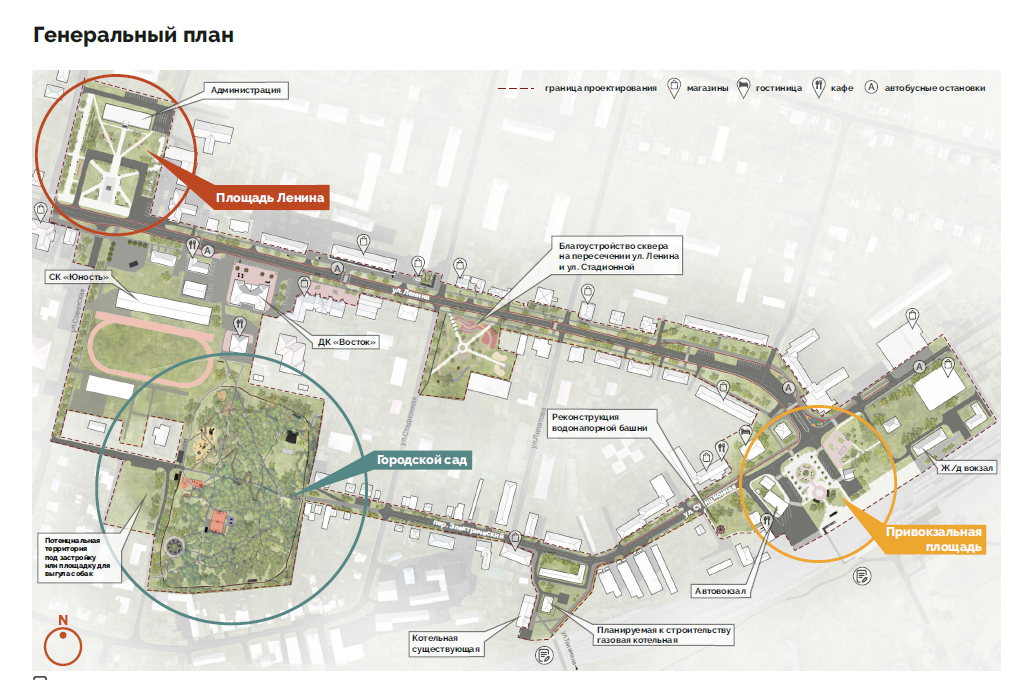 Генеральный план
граница проектирования
магазины
гостиница
кафе
А
автобусные остановки
Администрация
Площадь Ленина
Благоустройство сквера
на пересечении ул. Ленина
и ул. Стадионной
А
А
СК «Юность»
ул. Ленина
ДК «Восток»
А
А
Реконструкция
водонапорной башни
Городской сад
Ж/д вокзал
пер. Электрический
Привокзальная
площадь
Потенциальная
территория
под застройку
или площадку для
выгула собак
Автовокзал
N
Котельная
существующая
Планируемая к строительству
газовая котельная